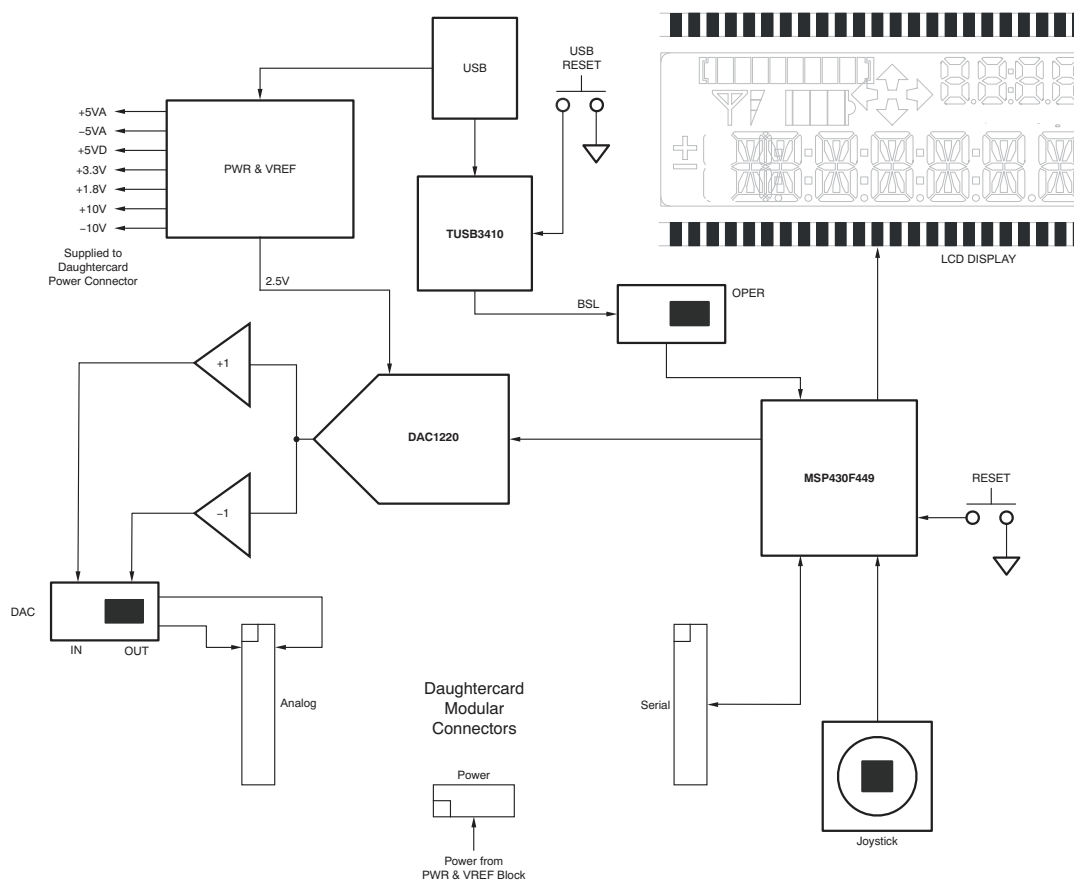 USB
USB
RESET
+5VA
−5VA
+5VD
+3.3V
+1.8V
+10V
−10V
PWR & VREF
Supplied to
Daughtercard
Power Connector
TUSB3410
LCD DISPLAY
2.5V
BSL
OPER
+1
DAC1220
MSP430F449
RESET
−1
DAC
IN
OUT
Analog
Daughtercard
Modular
Connectors
Serial
Power
Power from
PWR & VREF Block
Joystick